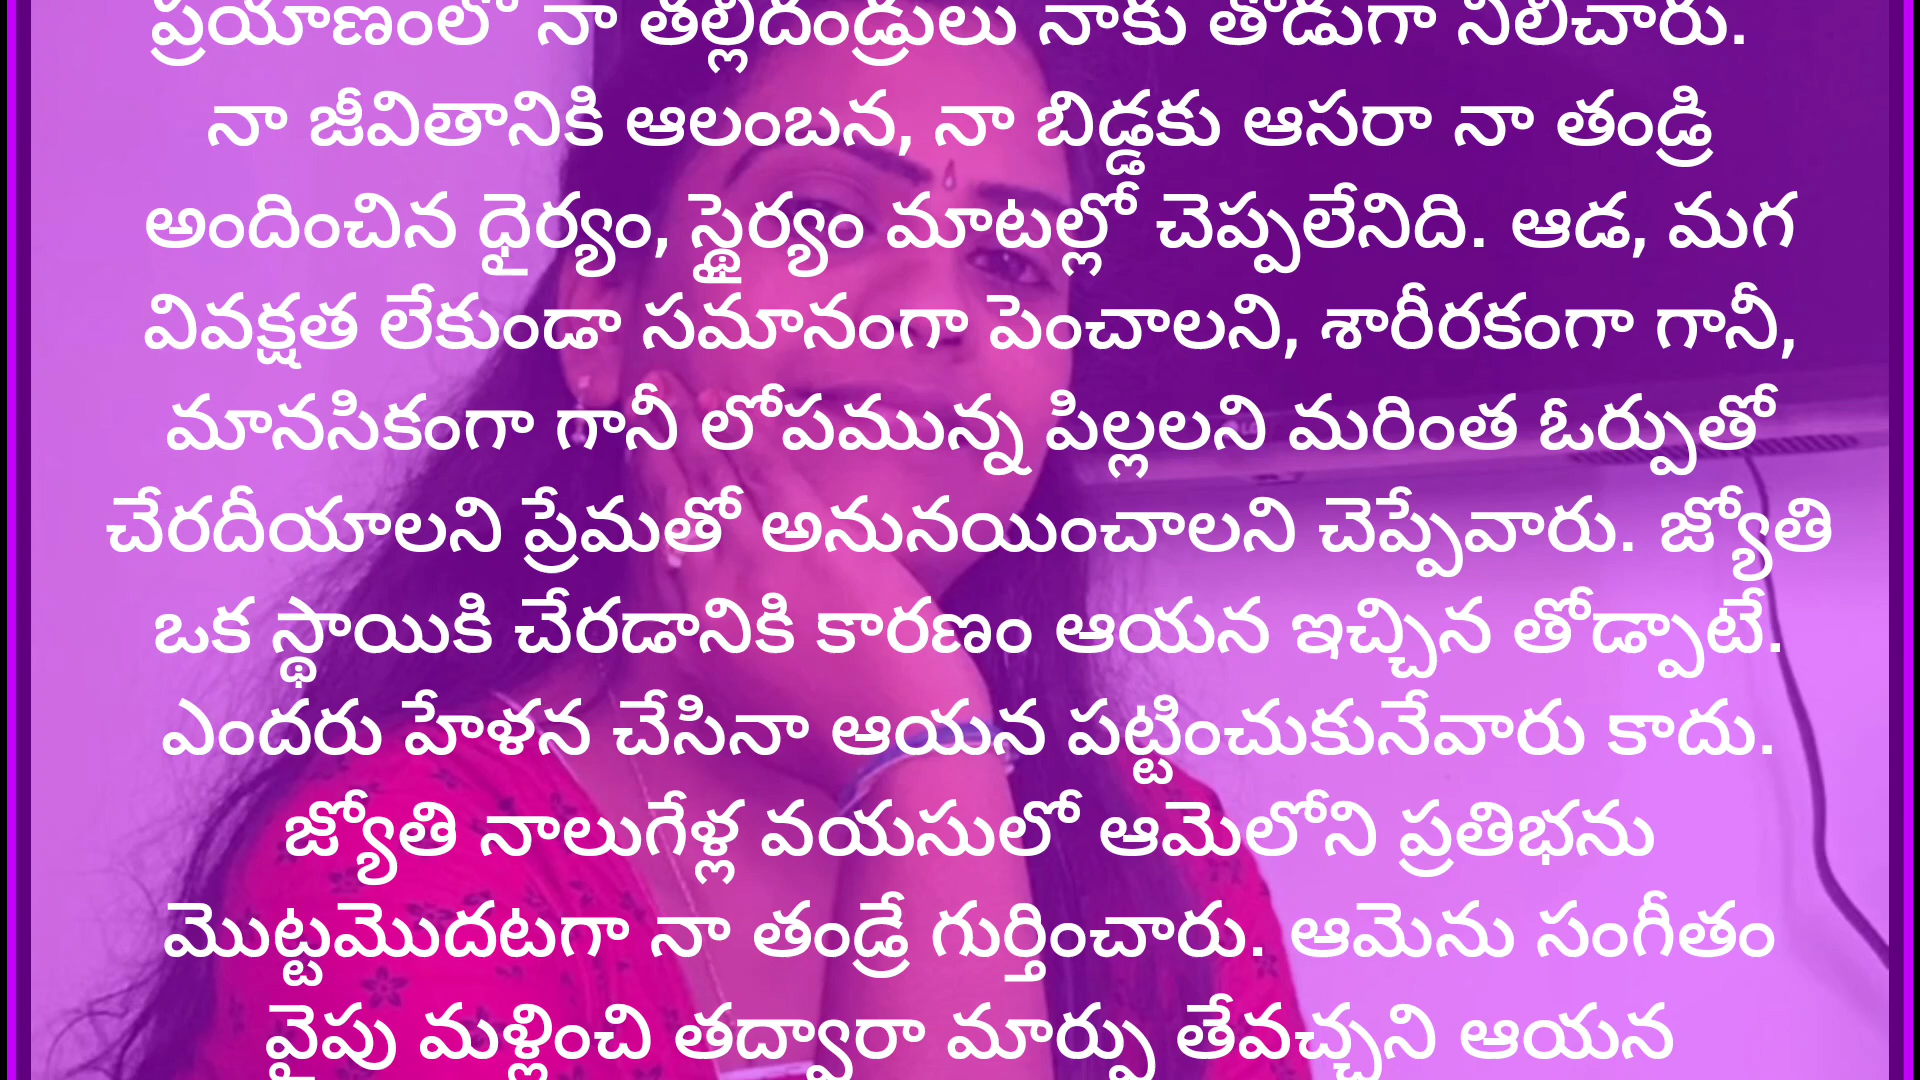 ప్రయాణంలో నా తల్లిదండ్రులు నాకు తోడుగా నిలిచారు.
నా జీవితానికి ఆలంబన, నా బిడ్డకు ఆసరా నా తండ్రి
అందించిన ధైర్యం, స్థైర్యం మాటల్లో చెప్పలేనిది. ఆడ, మగ
వివక్షత లేకుండా సమానంగా పెంచాలని, శారీరకంగా గానీ,
మానసికంగా గానీ లోపమున్న పిల్లలని మరింత ఓర్పుతో
చేరదీయాలని ప్రేమతో అనునయించాలని చెప్పేవారు. జ్యోతి
ఒక స్థాయికి చేరడానికి కారణం ఆయన ఇచ్చిన తోడ్పాటే.
ఎందరు హేళన చేసినా ఆయన పట్టించుకునేవారు కాదు.
జ్యోతి నాలుగేళ్ల వయసులో ఆమెలోని ప్రతిభను
మొట్టమొదటగా నా తండ్రే గుర్తించారు. ఆమెను సంగీతం
వైపు మళ్లించి తద్వారా మార్పు తేవచ్చని ఆయన